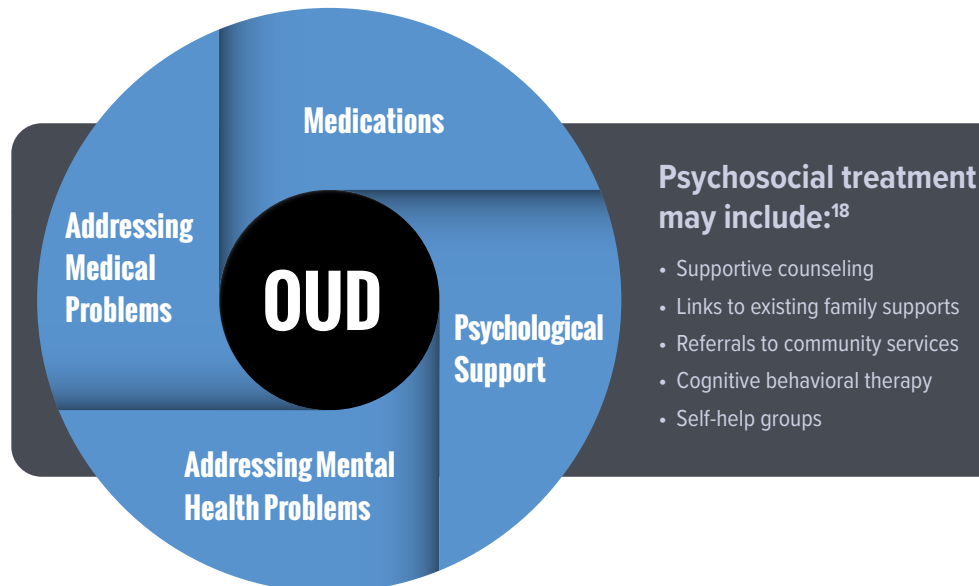 Medications
Addressing
Medical
Problems
OUD
Psychological
Support
Addressing Mental
Health Problems
Psychosocial treatment
may include:18
• Supportive counseling
• Links to existing family supports
• Referrals to community services
• Cognitive behavioral therapy
• Self-help groups